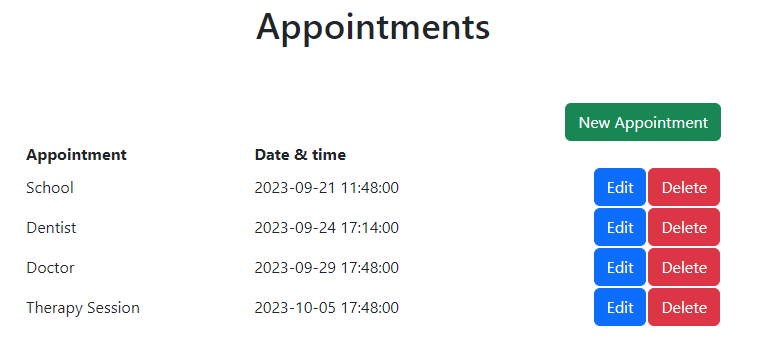 Appointments
New Appointment
Appointment Date & time
School 2023-09-21 11:48:00 Edit Delete
Dentist 2023-09-24 17:14:00 Edit Delete
Doctor 2023-09-29 17:48:00 Edit Delete
Therapy Session 2023-10-05 17:48:00 Edit Delete